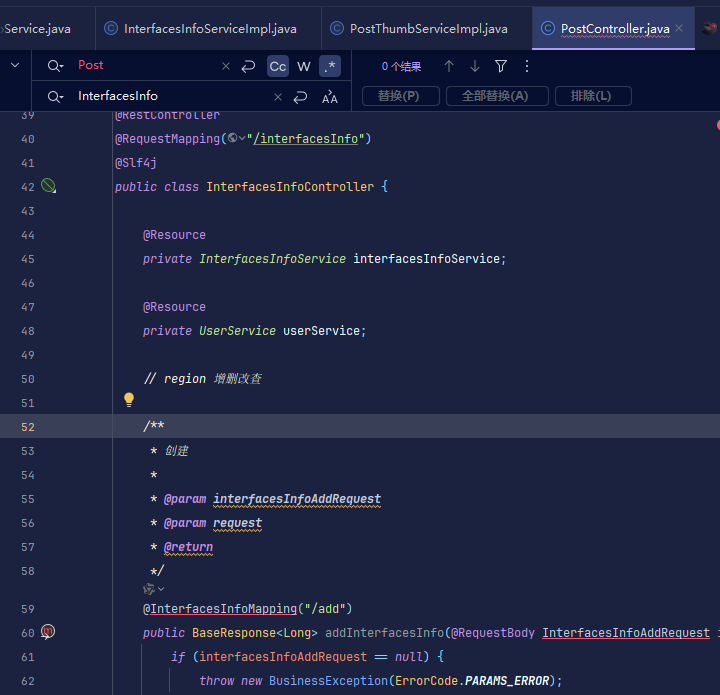 oService.java InterfacesInfoServiceImpl.java PostThumbServiceImpl.java PostController.java
Post Cc W .* 0 个结果
InterfacesInfo 替换(P) 全部替换(A) 排除(L)
39 @RestController
40 @RequestMapping("/interfacesInfo")
41 @Slf4j
42 public class InterfacesInfoController {
43
44 @Resource
45 private InterfacesInfoService interfacesInfoService;
46
47 @Resource
48 private UserService userService;
49
50 // region 增删改查
51
52 /**
53 * 创建
54 *
55 * @param interfacesInfoAddRequest
56 * @param request
57 * @return
58 */
59 @InterfacesInfoMapping("/add")
60 public BaseResponse<Long> addInterfacesInfo(@RequestBody InterfacesInfoAddRequest
61 if (interfacesInfoAddRequest == null) {
62 throw new BusinessException(ErrorCode.PARAMS_ERROR);